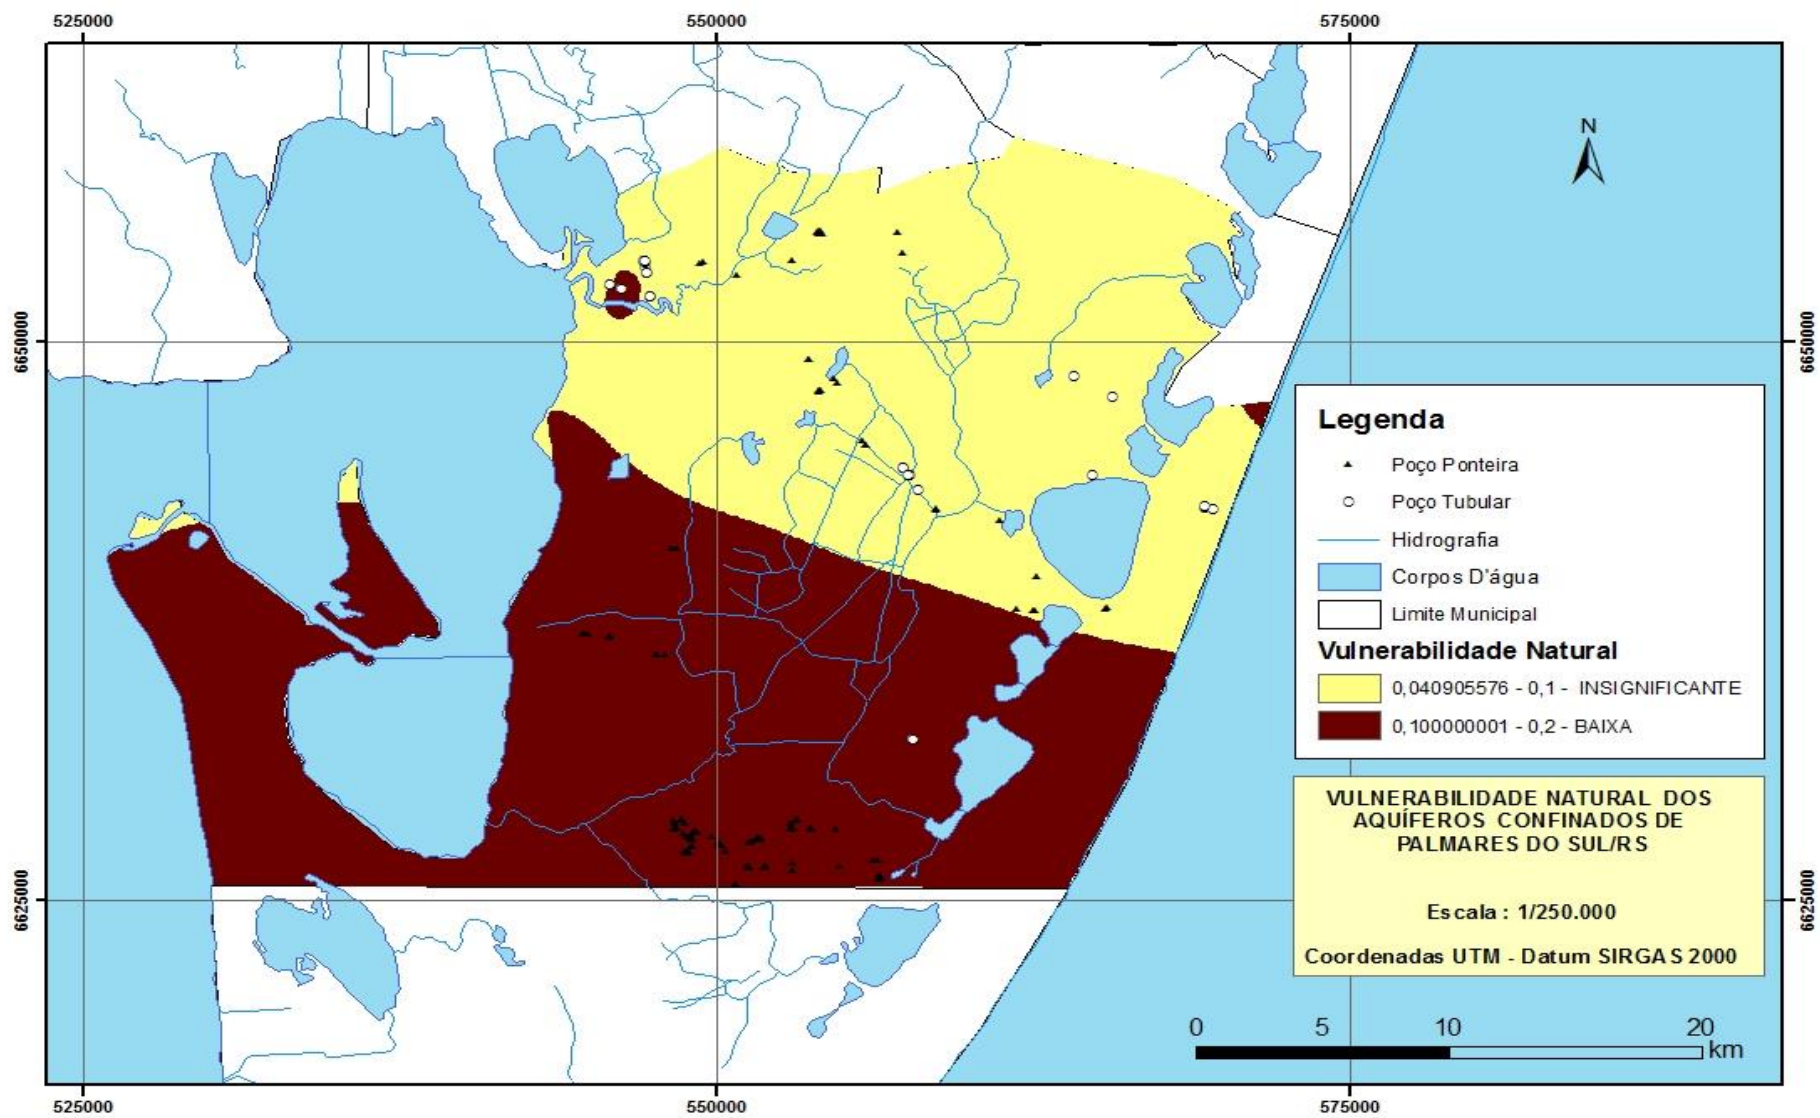 525000 550000 575000
N
6650000 6650000
Legenda
Poço Ponteira
Poço Tubular
Hidrografia
Corpos D'água
Limite Municipal
Vulnerabilidade Natural
0,040905576 - 0,1 - INSIGNIFICANTE
0,100000001 - 0,2 - BAIXA
VULNERABILIDADE NATURAL DOS
AQUÍFEROS CONFINADOS DE
PALMARES DO SUL/RS
Escala : 1/250.000
Coordenadas UTM - Datum SIRGAS 2000
6625000 6625000
0 5 10 20
km
525000 550000 575000